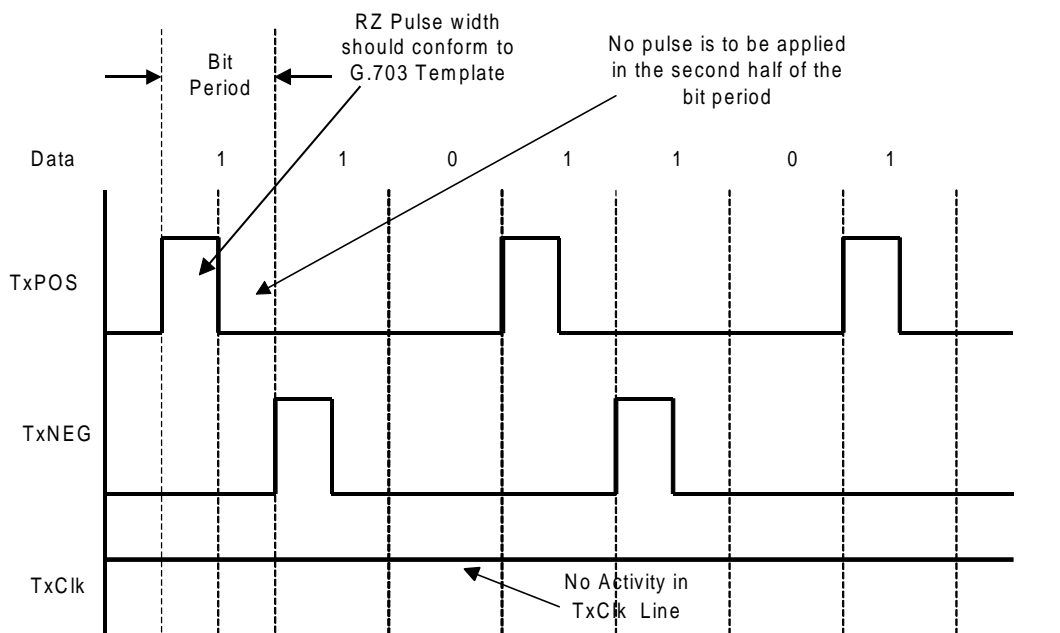 RZ Pulse width
should conform to
G.703 Template
No pulse is to be applied
in the second half of the
bit period
Bit
Period
Data 1 1 0 1 1 0 1
TxPOS
TxNEG
TxClk
No Activity in
TxClk Line